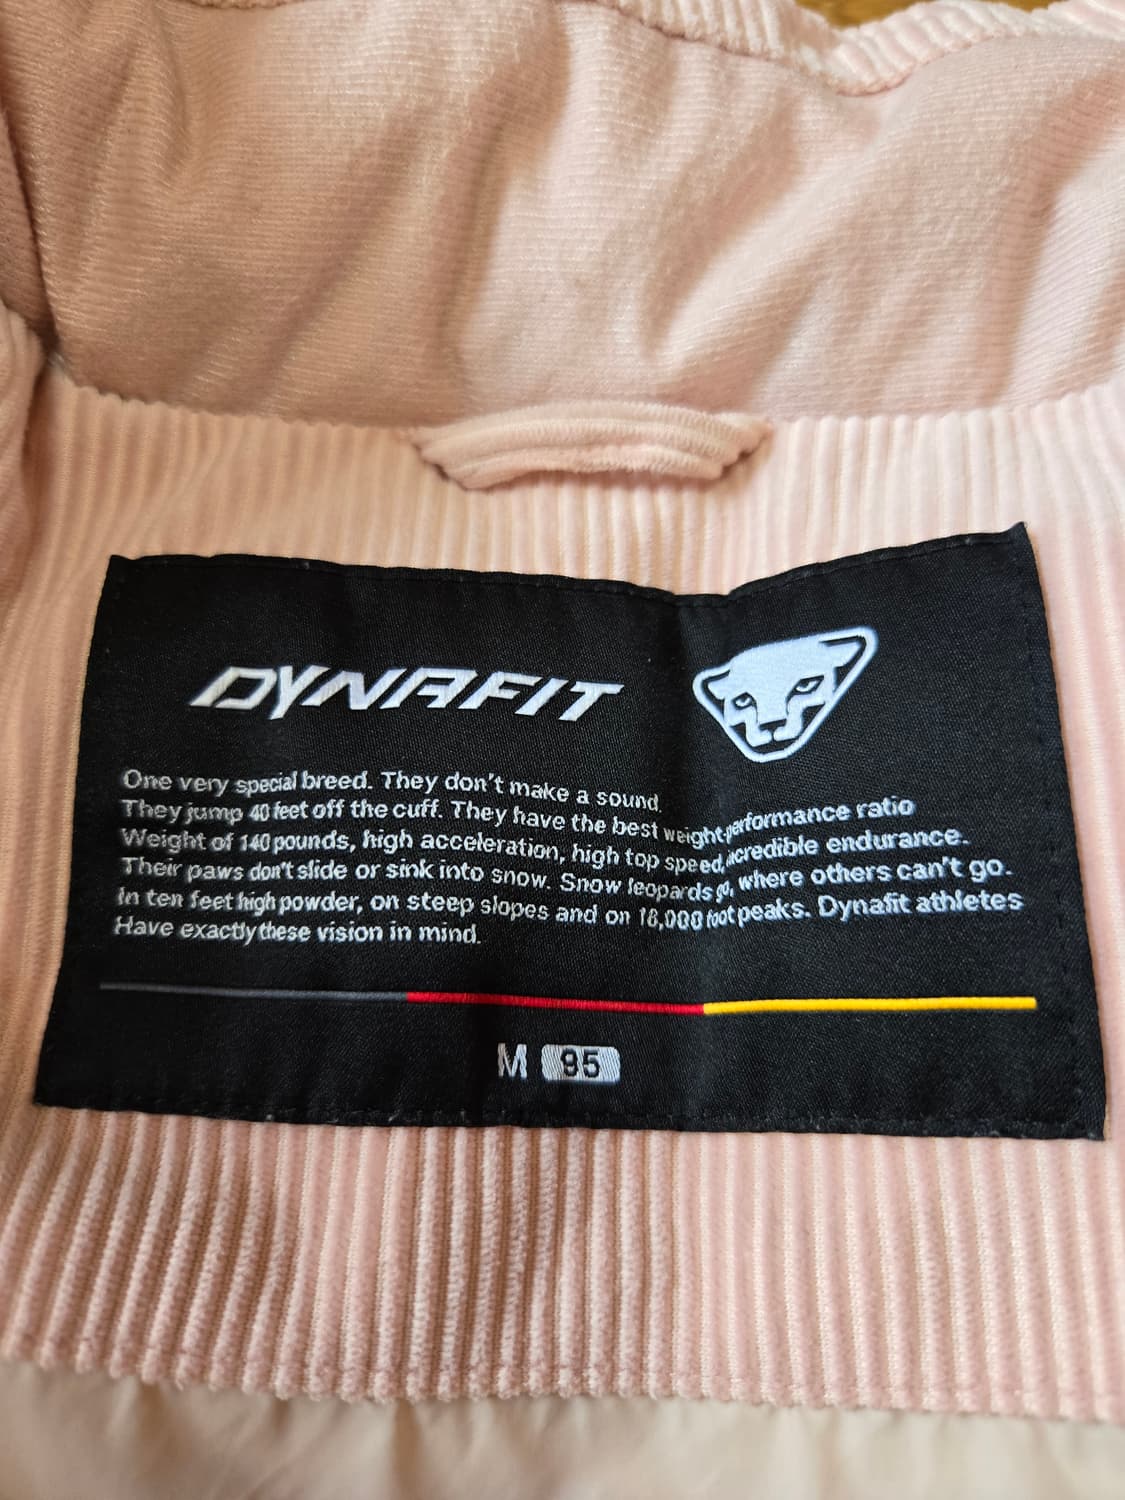 DYNAFIT
One very special breed. They don't make a sound.
They jump 40 feet off the cuff. They have the best weight-performance ratio
Weight of 140 pounds, high acceleration, high top speed, incredible endurance.
Their paws don't slide or sink into snow. Snow leopards go, where others can't go.
In ten feet high powder, on steep slopes and on 18,000 foot peaks. Dynafit athletes
Have exactly these vision in mind.
M 95